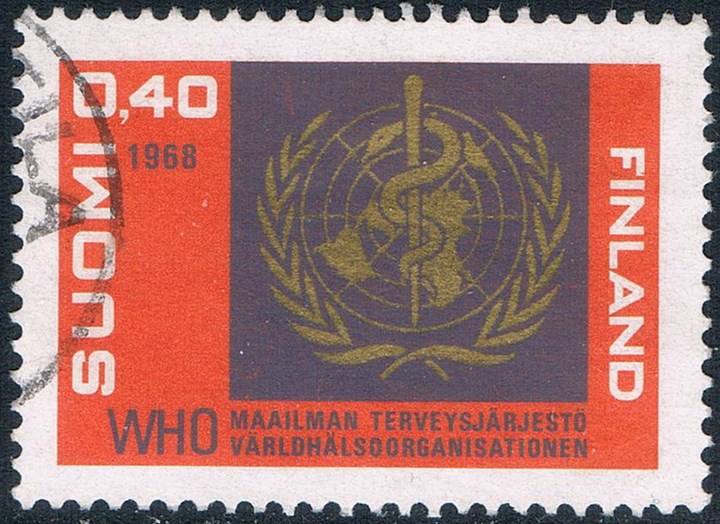 0,40
1968
SUOMI
FINLAND
WHO
MAAILMAN TERVEYSJÄRJESTÖ
VÄRLDHÄLSOORGANISATIONEN